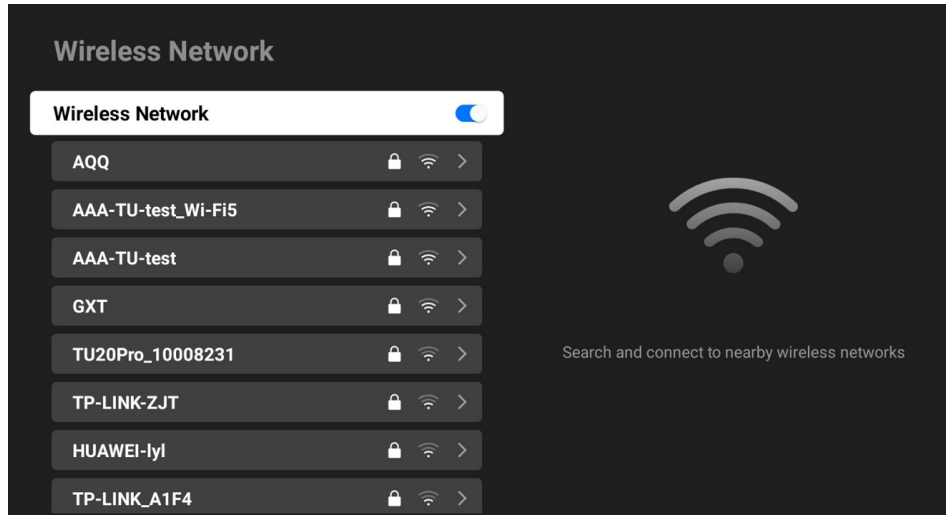 Wireless Network
Wireless Network
AQQ
AAA-TU-test_Wi-Fi5
AAA-TU-test
GXT
TU20Pro_10008231
Search and connect to nearby wireless networks
TP-LINK-ZJT
HUAWEI-lyl
TP-LINK_A1F4